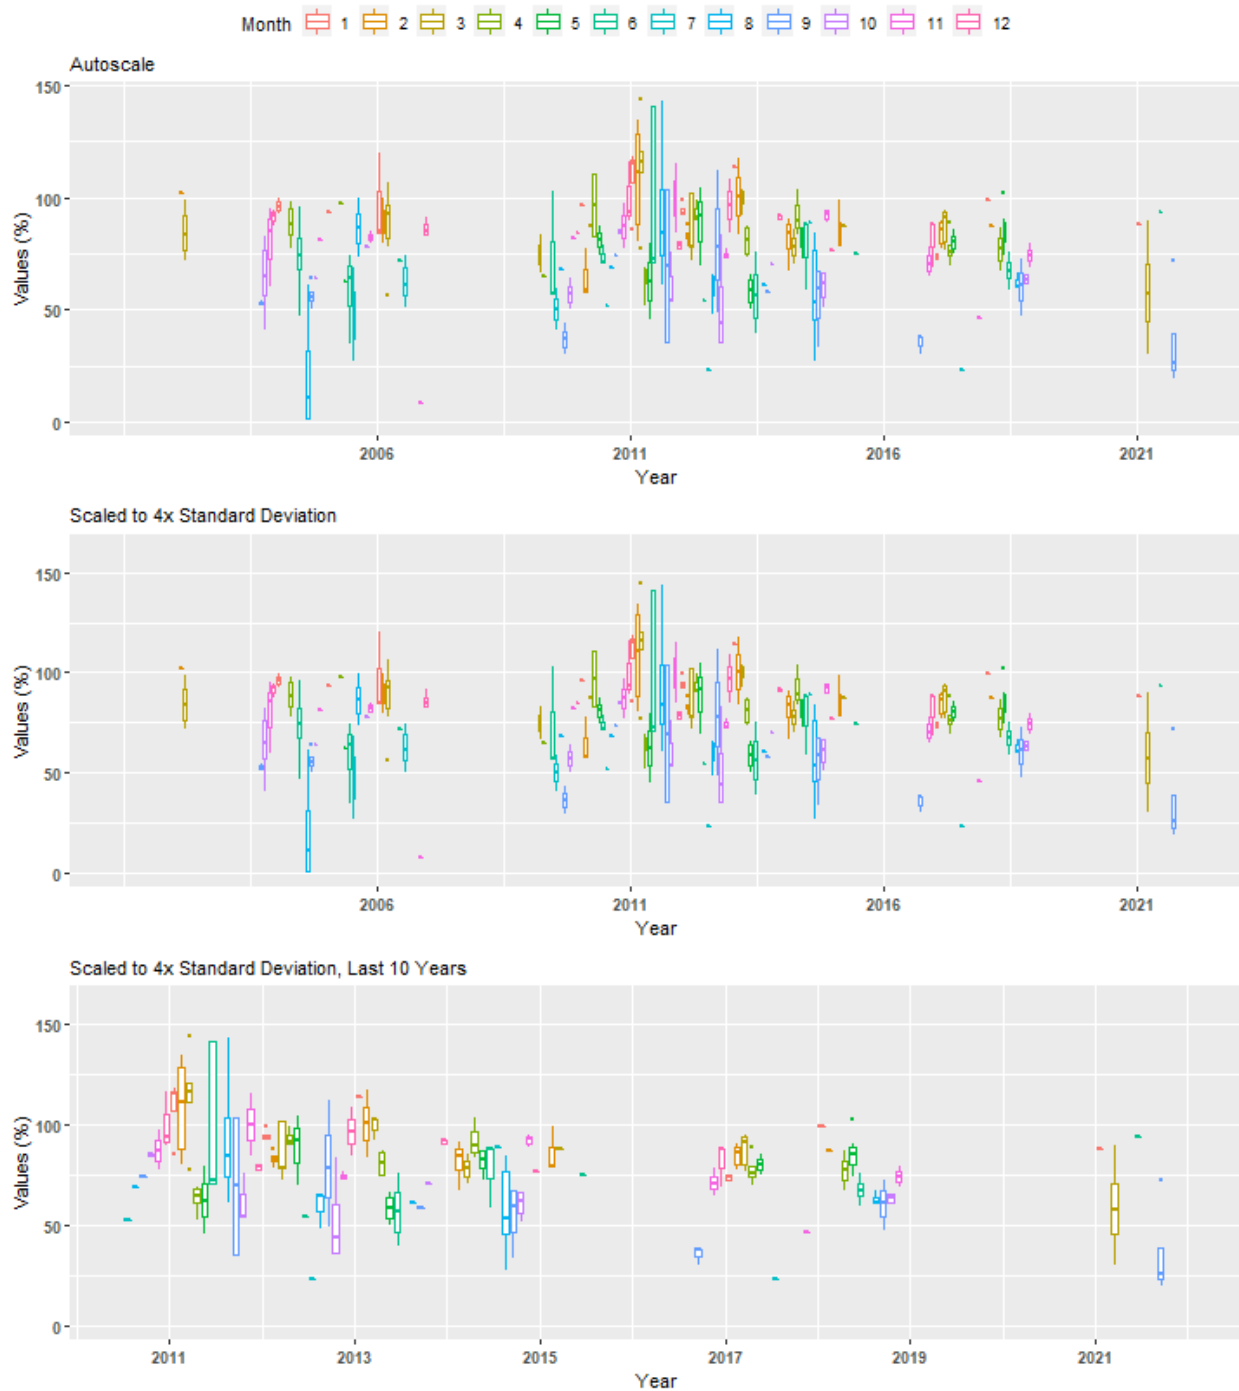 Month 1 2 3 4 5 6 7 8 9 10 11 12
Autoscale
150
100
50
0
Values (%)
2006 2011 2016 2021
Year
Scaled to 4x Standard Deviation
150
100
50
0
Values (%)
2006 2011 2016 2021
Year
Scaled to 4x Standard Deviation, Last 10 Years
150
100
50
0
Values (%)
2011 2013 2015 2017 2019 2021
Year